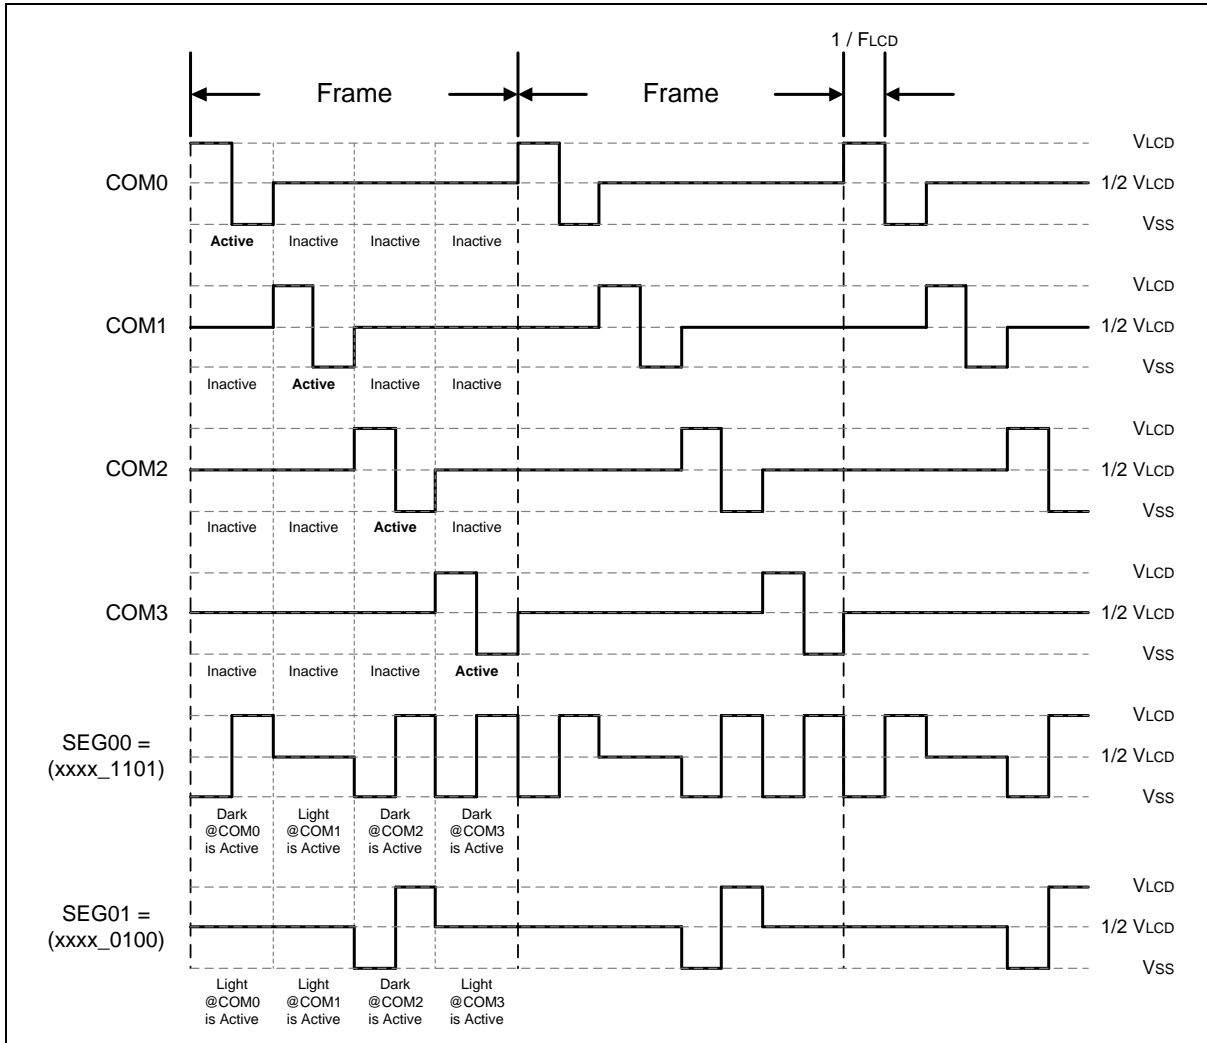 1 / FLCD
Frame Frame
COM0
VLCD
1/2 VLCD
VSS
Active Inactive Inactive Inactive
COM1
VLCD
1/2 VLCD
VSS
Inactive Active Inactive Inactive
COM2
VLCD
1/2 VLCD
VSS
Inactive Inactive Active Inactive
COM3
VLCD
1/2 VLCD
VSS
Inactive Inactive Inactive Active
SEG00 =
(xxxx_1101)
VLCD
1/2 VLCD
VSS
Dark Light Dark Dark
@COM0 @COM1 @COM2 @COM3
is Active is Active is Active is Active
SEG01 =
(xxxx_0100)
VLCD
1/2 VLCD
VSS
Light Light Dark Light
@COM0 @COM1 @COM2 @COM3
is Active is Active is Active is Active